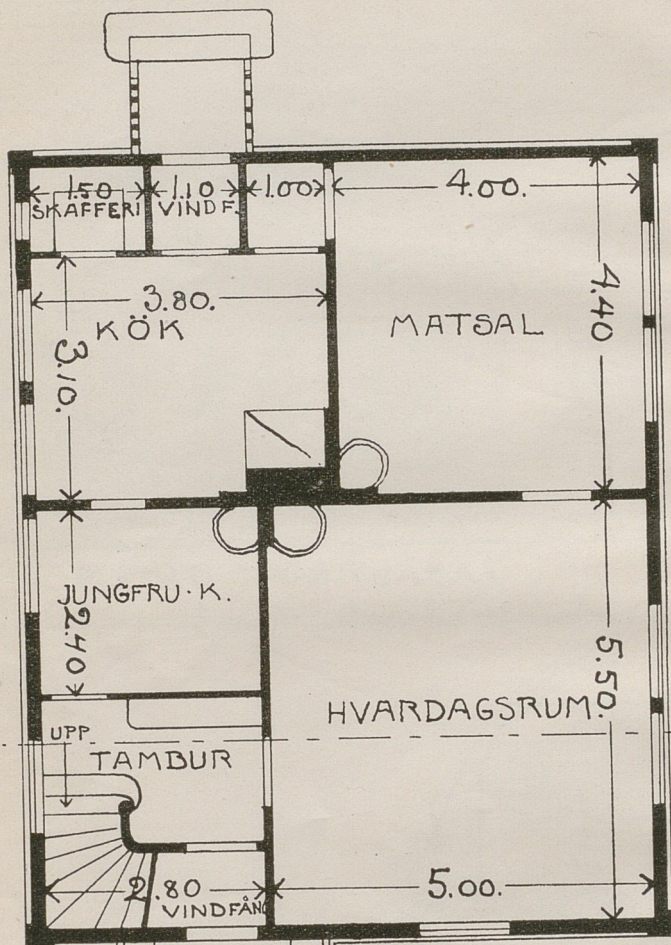 1.50
SKAFFERI
1.10
VINDF.
1.00
4.00.
3.80.
KÖK
3.10.
MATSAL
4.40
JUNGFRU·K.
2.40
HVARDAGSRUM.
5.50.
UPP
TAMBUR
2.80
VINDFÅNG
5.00.